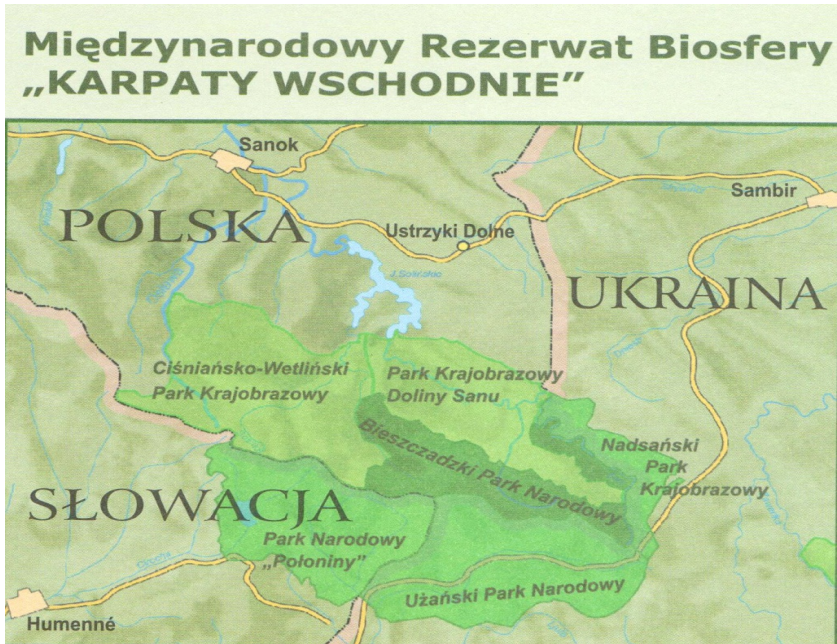 Międzynarodowy Rezerwat Biosfery
„KARPATY WSCHODNIE”
Sanok
Sambir
POLSKA
Ustrzyki Dolne
UKRAINA
Ciśniańsko-Wetliński
Park Krajobrazowy
Park Krajobrazowy
Doliny Sanu
Bieszczadzki Park Narodowy
Nadsański
Park
Krajobrazowy
SŁOWACJA
Park Narodowy
„Połoniny”
Użański Park Narodowy
Humenné